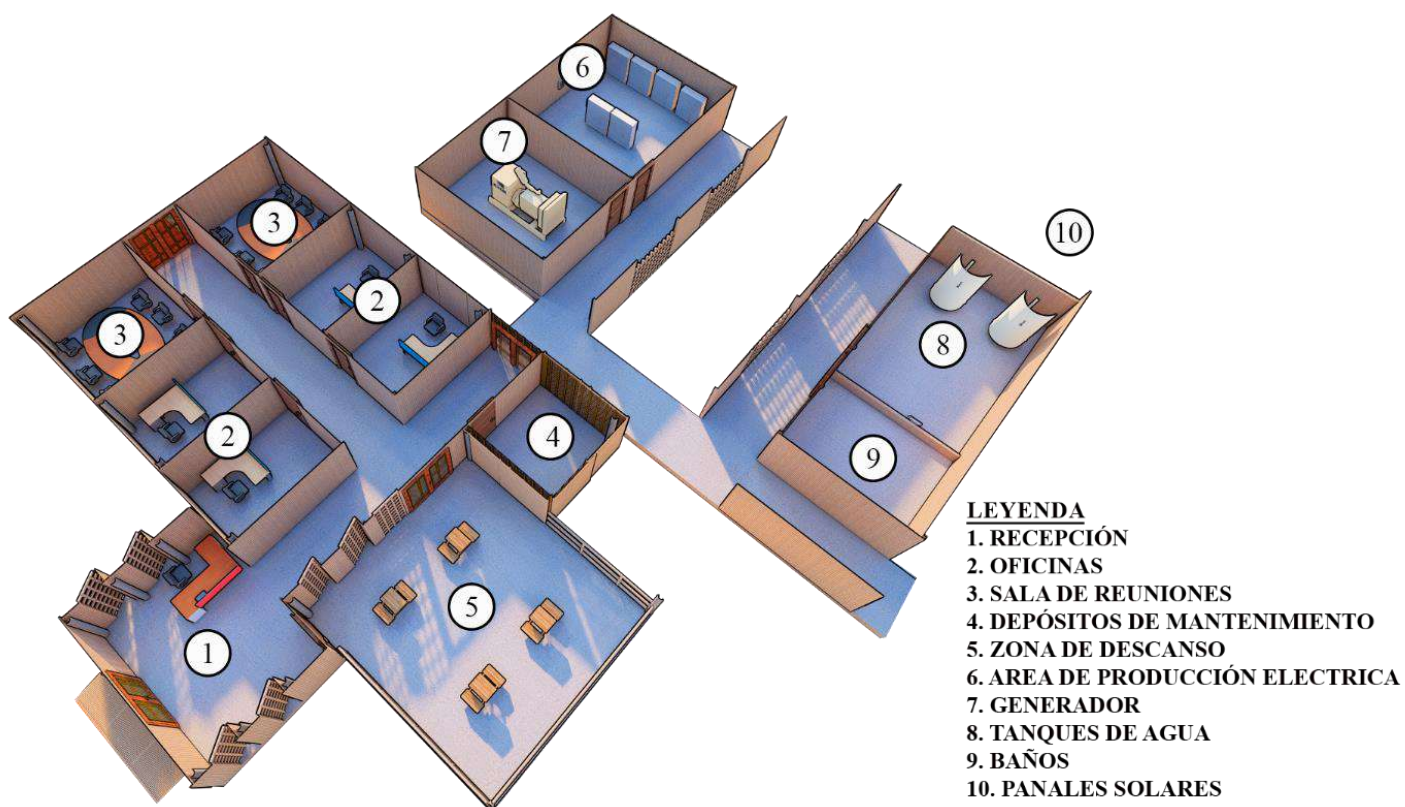 6
7
10
3
2
3
8
4
2
9
5
1
LEYENDA
1. RECEPCIÓN
2. OFICINAS
3. SALA DE REUNIONES
4. DEPÓSITOS DE MANTENIMIENTO
5. ZONA DE DESCANSO
6. AREA DE PRODUCCIÓN ELECTRICA
7. GENERADOR
8. TANQUES DE AGUA
9. BAÑOS
10. PANALES SOLARES